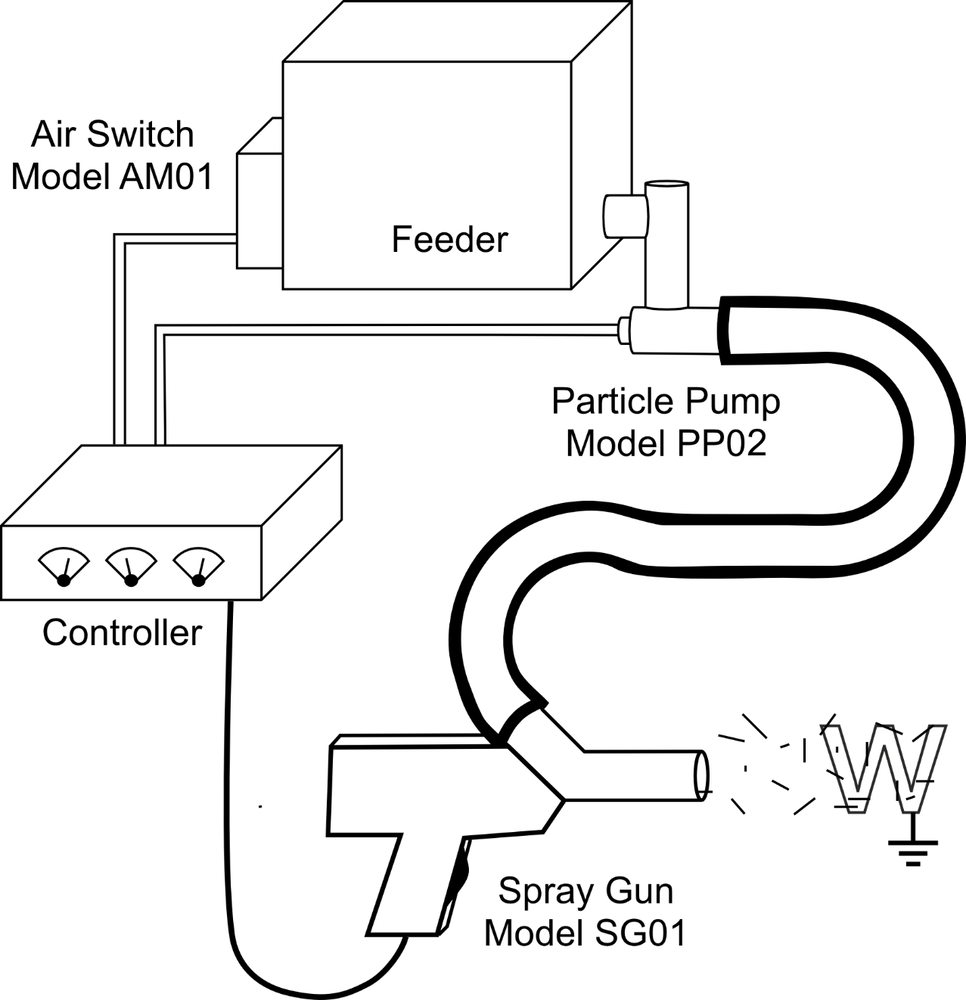 Air Switch
Model AM01
Feeder
Particle Pump
Model PP02
Controller
W
Spray Gun
Model SG01